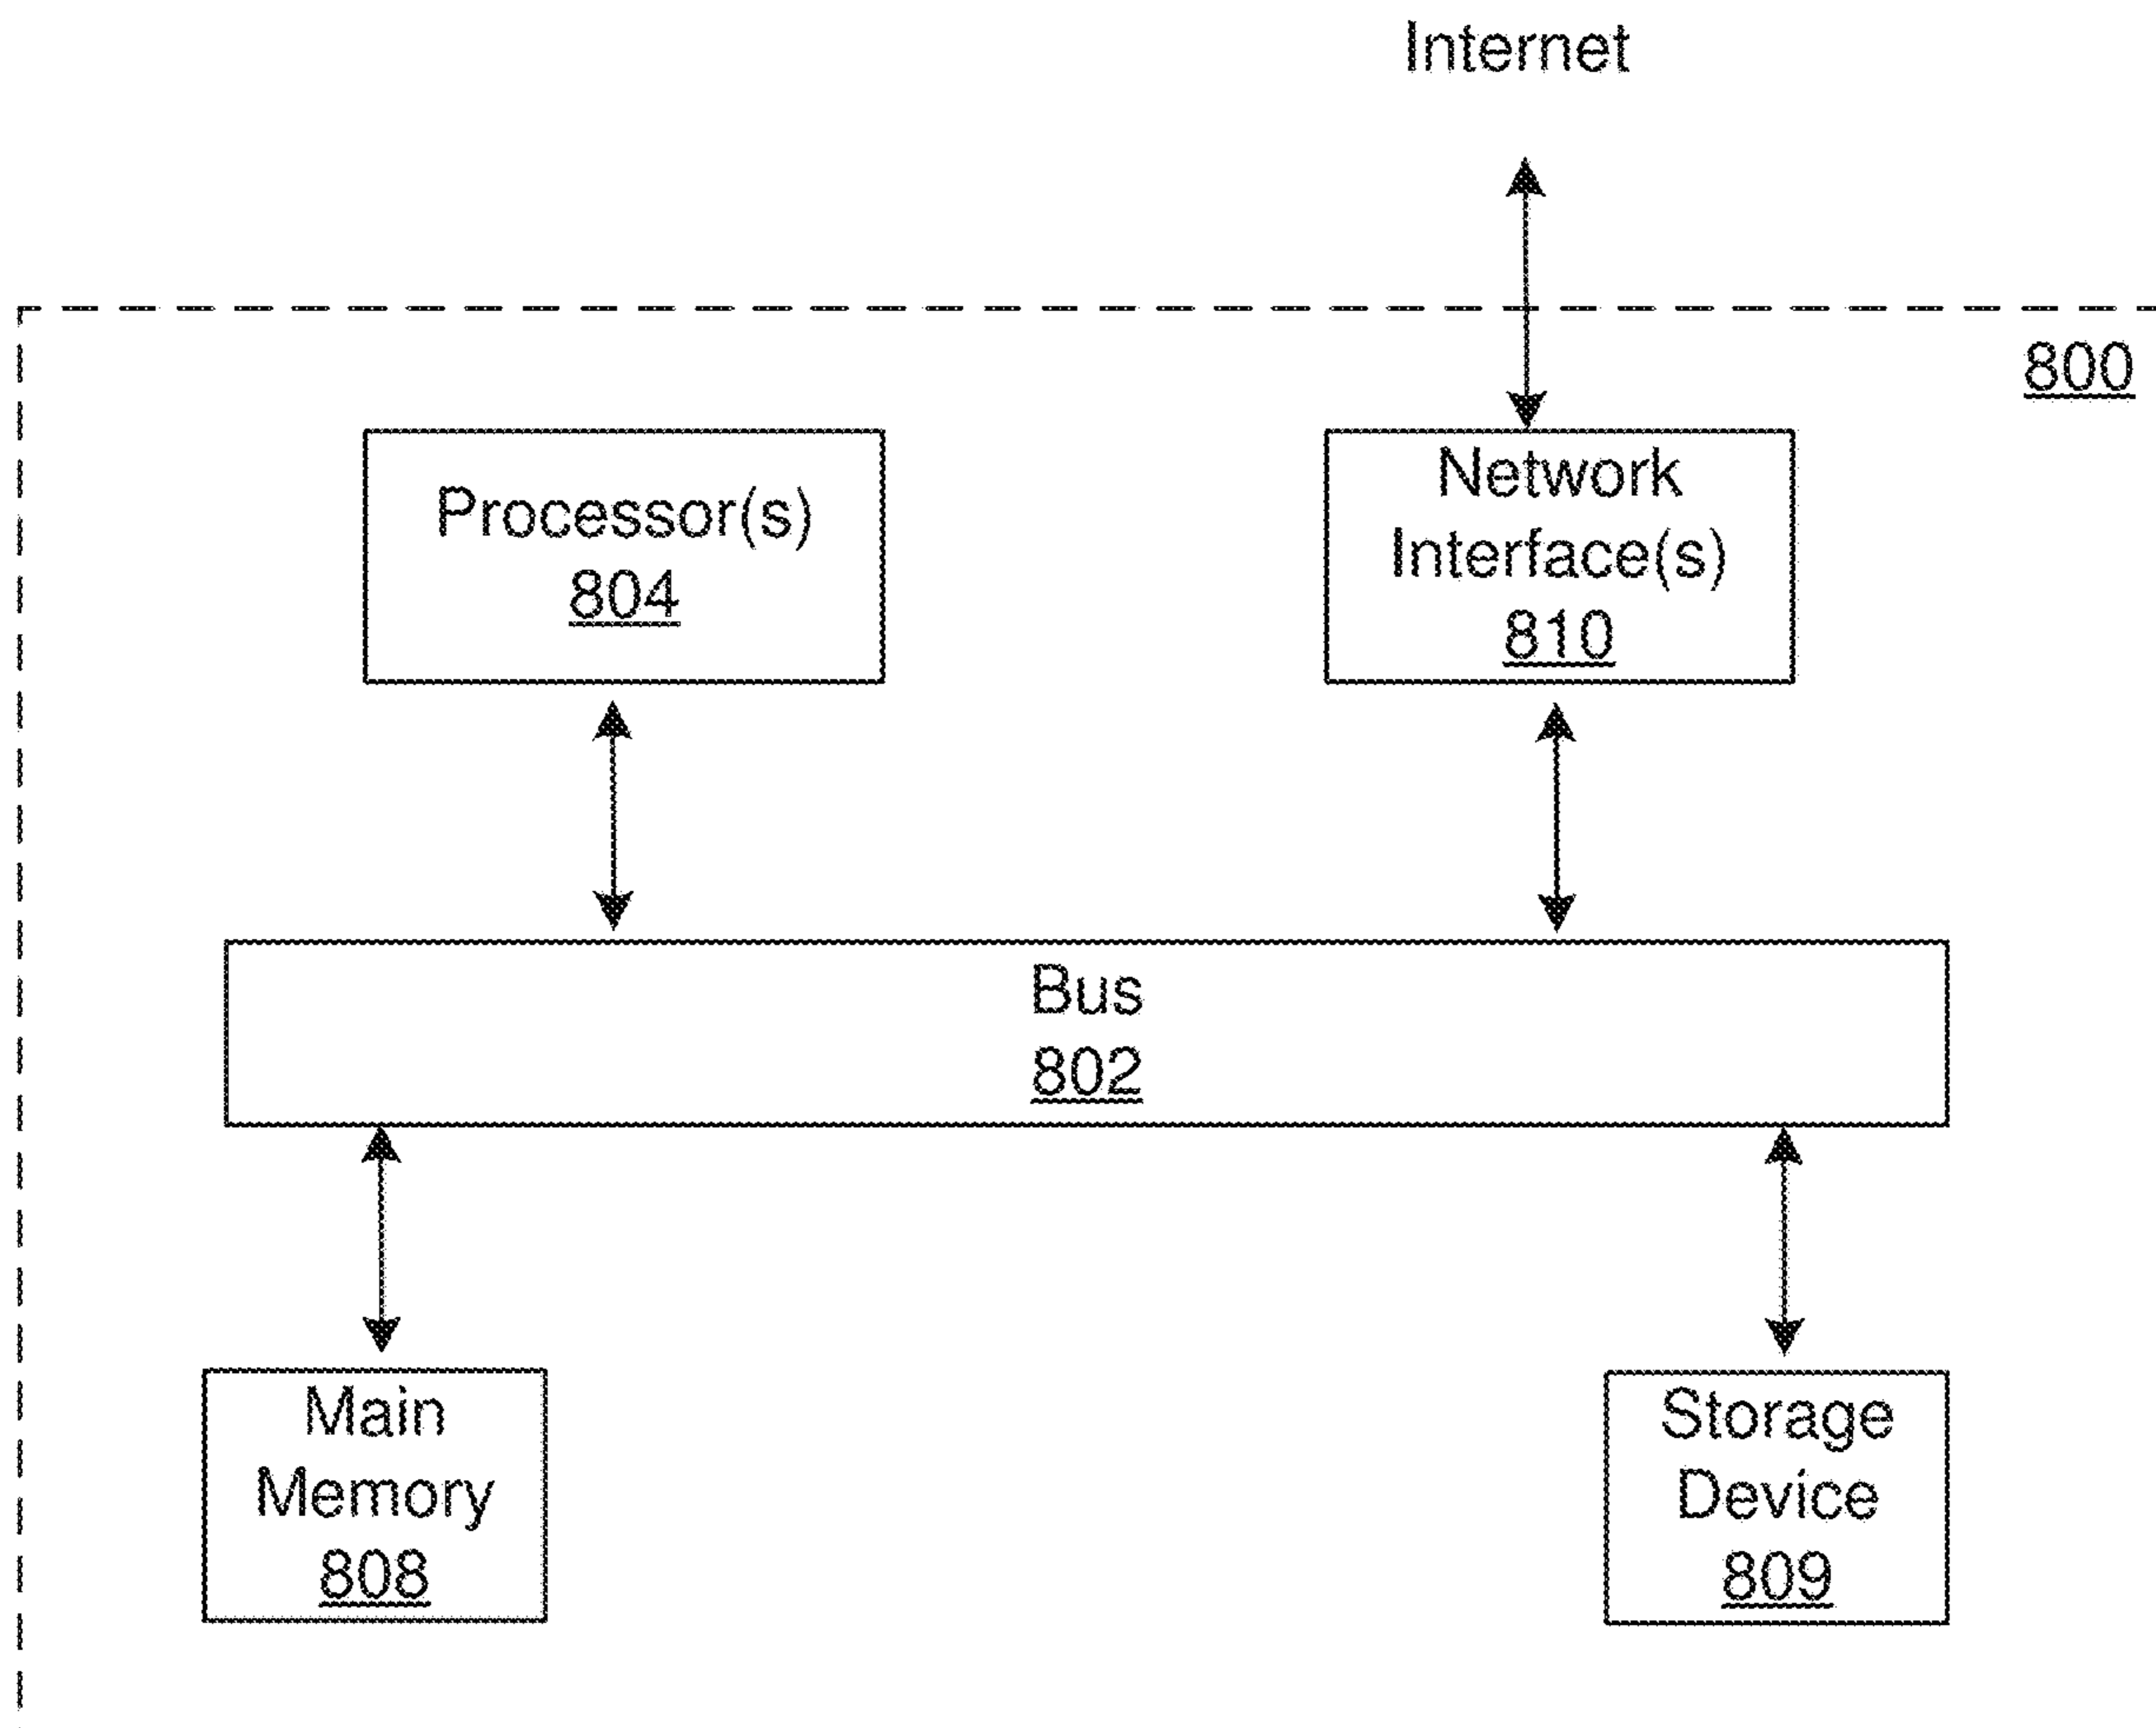 Internet
800
Processor(s)
804
Network
Interface(s)
810
Bus
802
Main
Memory
808
Storage
Device
809